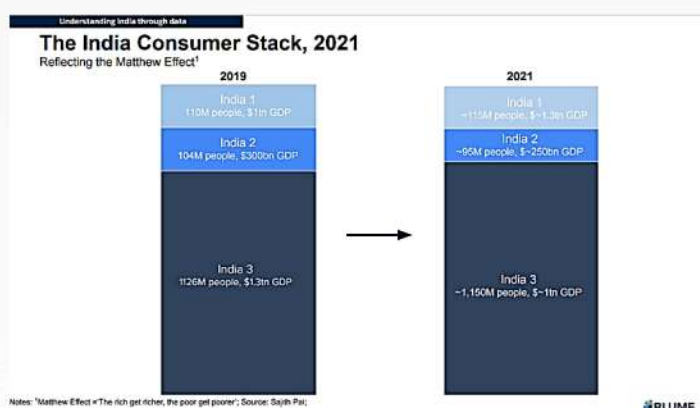 Understanding India through data
The India Consumer Stack, 2021
Reflecting the Matthew Effect¹
2019
India 1
110M people, $1tn GDP
India 2
104M people, $300bn GDP
India 3
1126M people, $1.3tn GDP
2021
India 1
~115M people, $~1.3tn GDP
India 2
~95M people, $~250bn GDP
India 3
~1,150M people, $~1tn GDP
Notes: ¹Matthew Effect ='The rich get richer, the poor get poorer'; Source: Sajith Pai;
BLUME